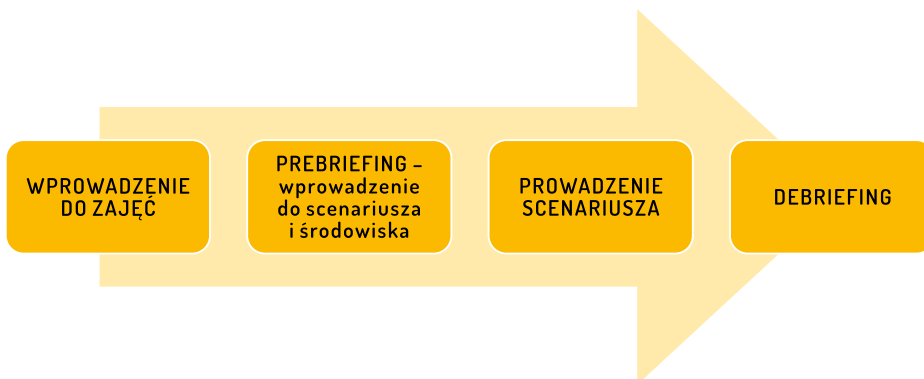 WPROWADZENIE
DO ZAJĘĆ
PREBRIEFING –
wprowadzenie
do scenariusza
i środowiska
PROWADZENIE
SCENARIUSZA
DEBRIEFING